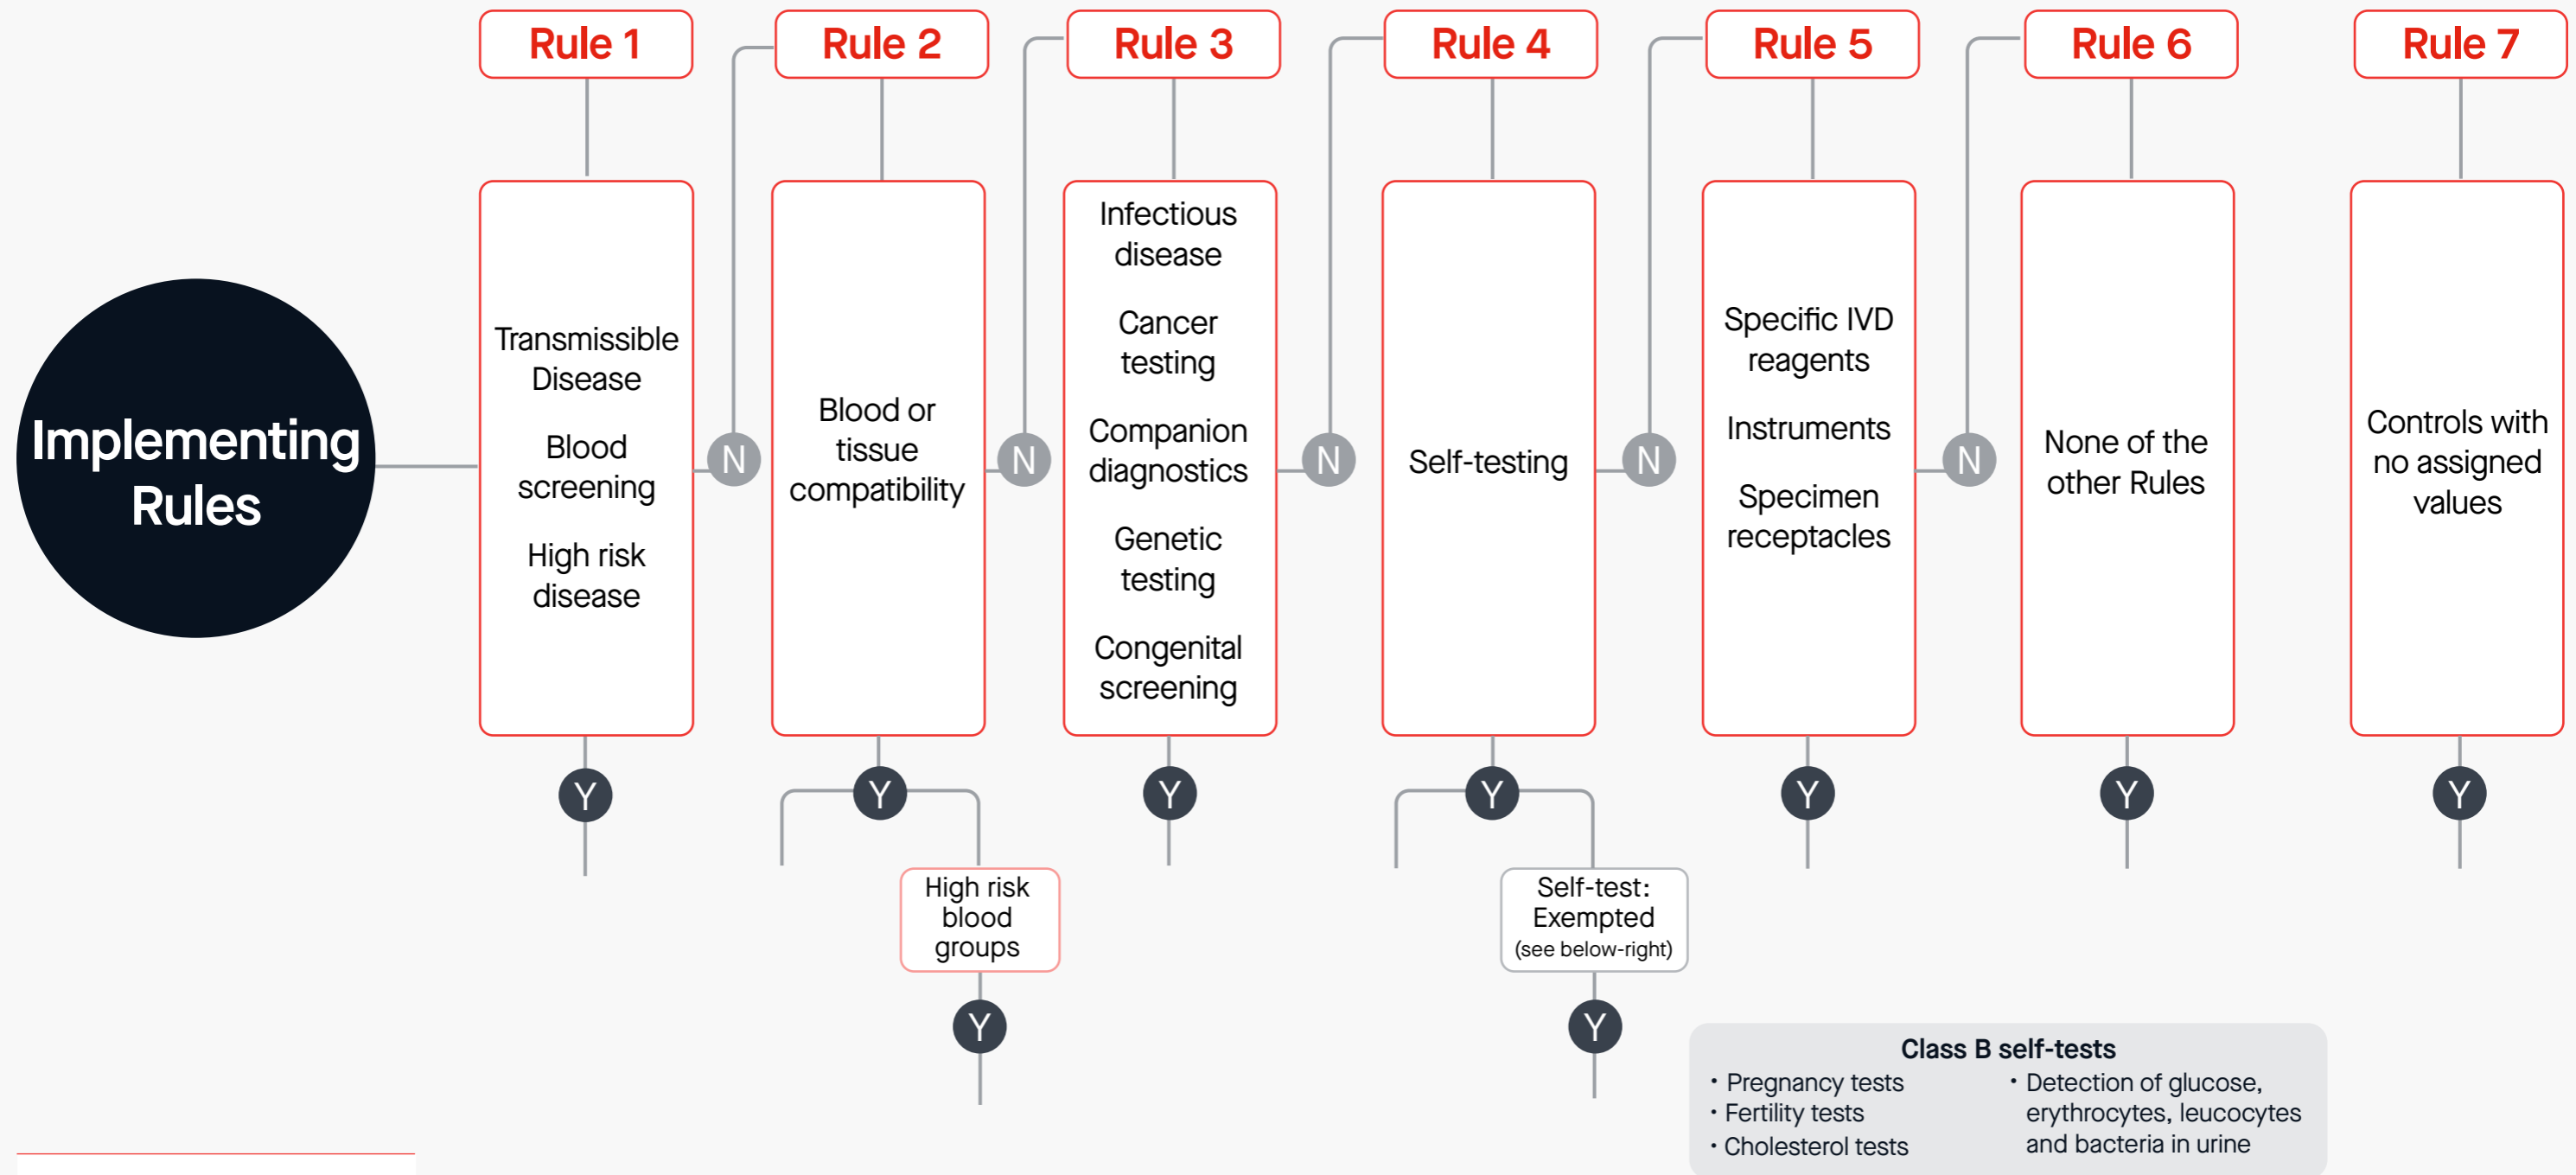 Rule 1
Rule 2
Rule 3
Rule 4
Rule 5
Rule 6
Rule 7
Implementing
Rules
Transmissible
Disease
Blood
screening
High risk
disease
N
Blood or
tissue
compatibility
N
Infectious
disease
Cancer
testing
Companion
diagnostics
Genetic
testing
Congenital
screening
N
Self-testing
N
Specific IVD
reagents
Instruments
Specimen
receptacles
N
None of the
other Rules
Controls with
no assigned
values
Y
Y
Y
Y
Y
Y
Y
High risk
blood
groups
Y
Self-test:
Exempted
(see below-right)
Y
Class B self-tests
• Pregnancy tests
• Fertility tests
• Cholesterol tests
• Detection of glucose,
erythrocytes, leucocytes
and bacteria in urine